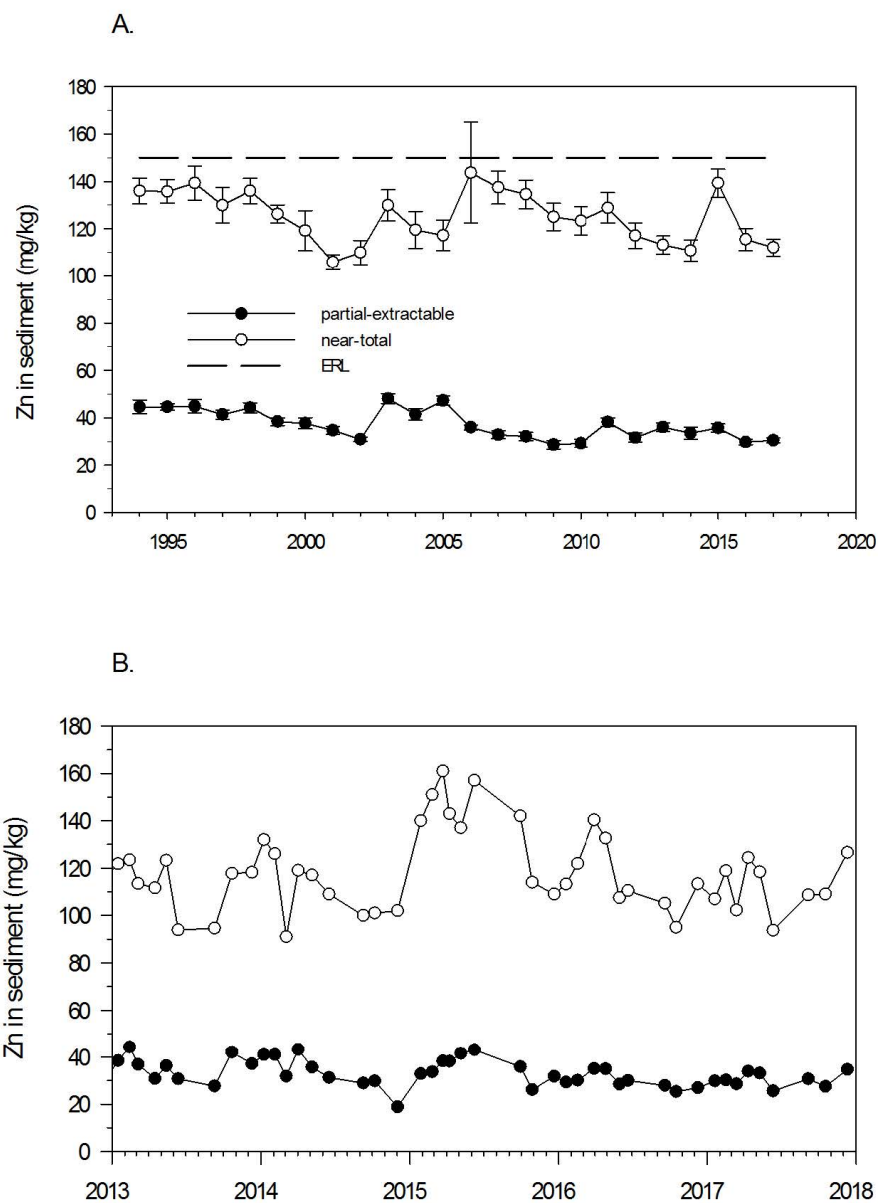 A.
Zn in sediment (mg/kg)
180
160
140
120
100
80
60
40
20
0
partial-extractable
near-total
ERL
1995 2000 2005 2010 2015 2020
B.
Zn in sediment (mg/kg)
180
160
140
120
100
80
60
40
20
0
2013 2014 2015 2016 2017 2018